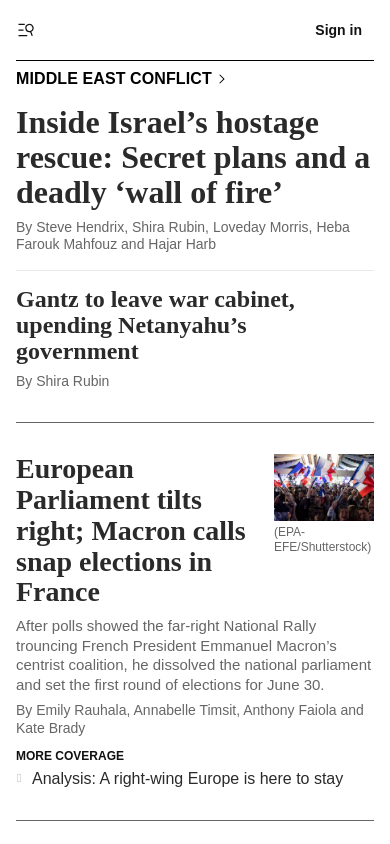 Sign in
MIDDLE EAST CONFLICT
Inside Israel’s hostage
rescue: Secret plans and a
deadly ‘wall of fire’
By Steve Hendrix, Shira Rubin, Loveday Morris, Heba
Farouk Mahfouz and Hajar Harb
Gantz to leave war cabinet,
upending Netanyahu’s
government
By Shira Rubin
European
Parliament tilts
right; Macron calls
snap elections in
France
(EPA-
EFE/Shutterstock)
After polls showed the far-right National Rally
trouncing French President Emmanuel Macron’s
centrist coalition, he dissolved the national parliament
and set the first round of elections for June 30.
By Emily Rauhala, Annabelle Timsit, Anthony Faiola and
Kate Brady
MORE COVERAGE
Analysis: A right-wing Europe is here to stay